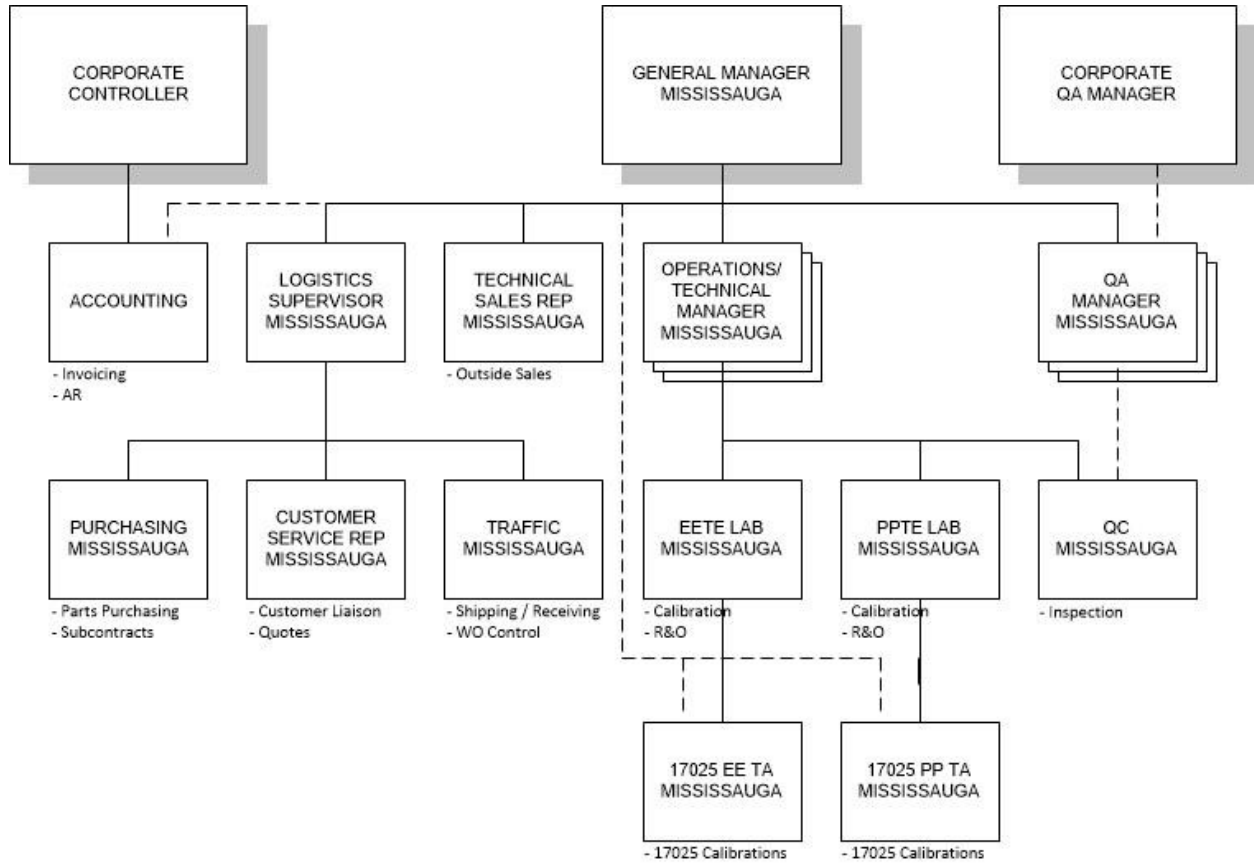 CORPORATE
CONTROLLER
GENERAL MANAGER
MISSISSAUGA
CORPORATE
QA MANAGER
ACCOUNTING
- Invoicing
- AR
LOGISTICS
SUPERVISOR
MISSISSAUGA
TECHNICAL
SALES REP
MISSISSAUGA
- Outside Sales
OPERATIONS/
TECHNICAL
MANAGER
MISSISSAUGA
QA
MANAGER
MISSISSAUGA
PURCHASING
MISSISSAUGA
- Parts Purchasing
- Subcontracts
CUSTOMER
SERVICE REP
MISSISSAUGA
- Customer Liaison
- Quotes
TRAFFIC
MISSISSAUGA
- Shipping / Receiving
- WO Control
EETE LAB
MISSISSAUGA
- Calibration
- R&O
PPTE LAB
MISSISSAUGA
- Calibration
- R&O
QC
MISSISSAUGA
- Inspection
17025 EE TA
MISSISSAUGA
- 17025 Calibrations
17025 PP TA
MISSISSAUGA
- 17025 Calibrations